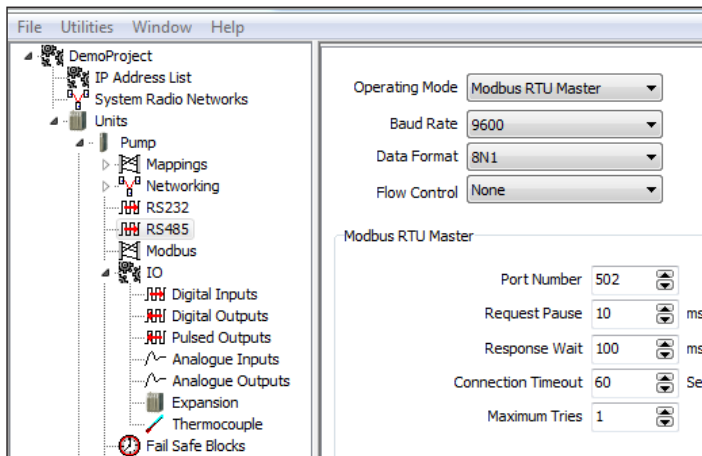 File Utilities Window Help
DemoProject
IP Address List
System Radio Networks
Units
Pump
Mappings
Networking
RS232
RS485
Modbus
IO
Digital Inputs
Digital Outputs
Pulsed Outputs
Analogue Inputs
Analogue Outputs
Expansion
Thermocouple
Fail Safe Blocks
Operating Mode Modbus RTU Master
Baud Rate 9600
Data Format 8N1
Flow Control None
Modbus RTU Master
Port Number 502
Request Pause 10 ms
Response Wait 100 ms
Connection Timeout 60 Se
Maximum Tries 1